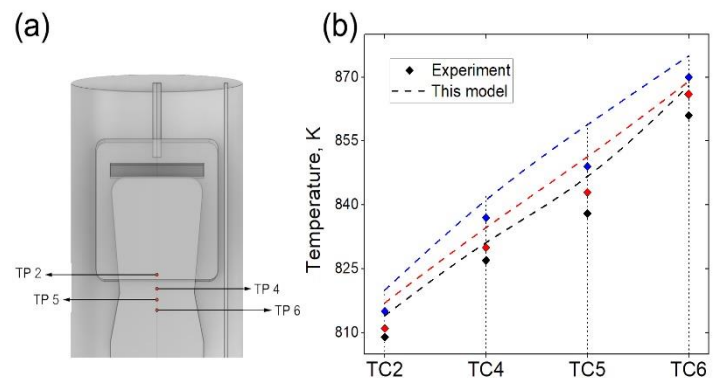 (a)
TP 2
TP 4
TP 5
TP 6
(b)
Experiment
This model
Temperature, K
870
855
840
825
810
TC2 TC4 TC5 TC6